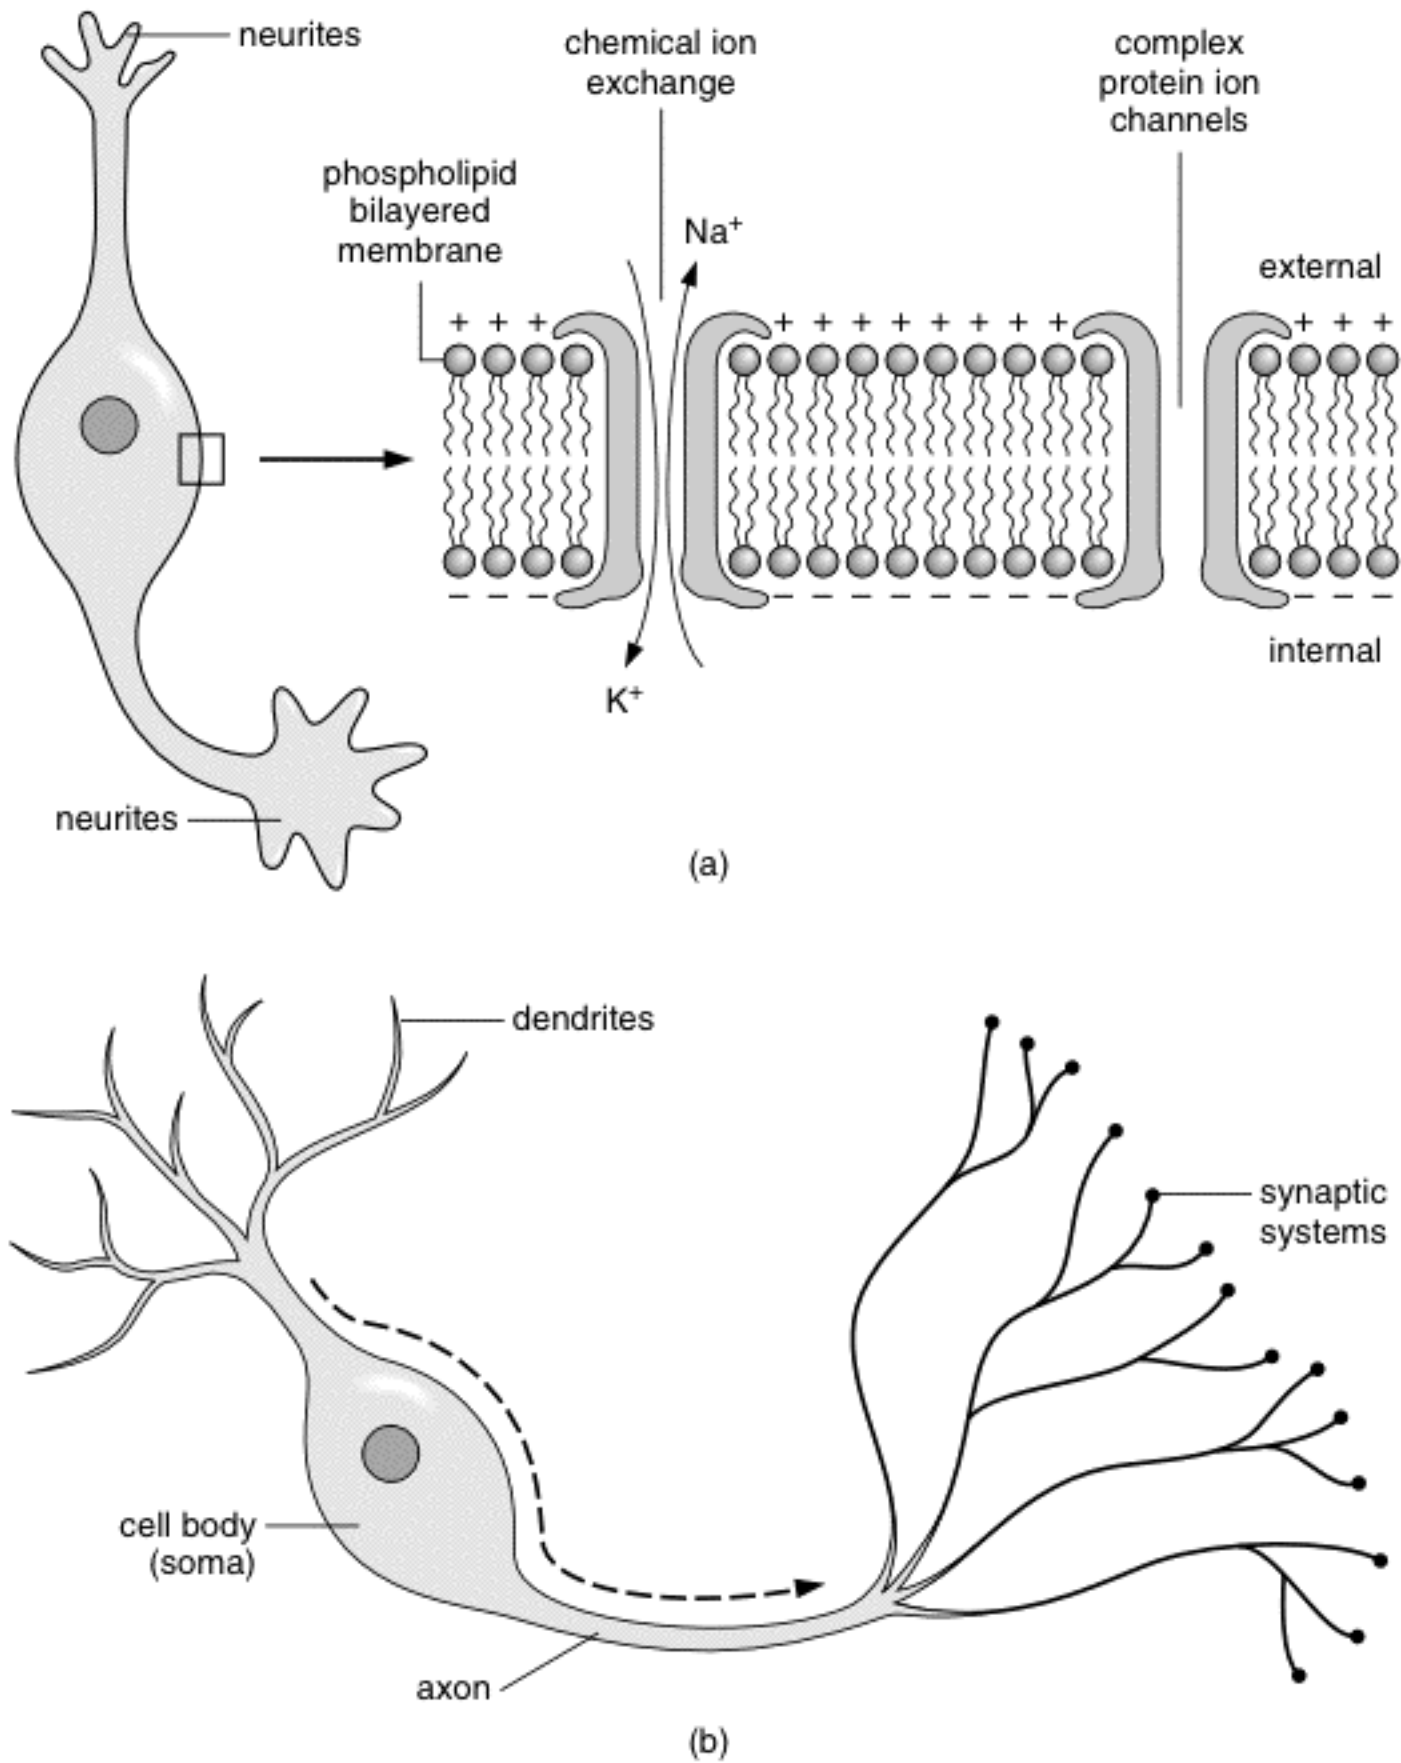 neurites
chemical ion
exchange
complex
protein ion
channels
phospholipid
bilayered
membrane
Na⁺
external
+ + + + + + + + + + + + + +
− − − − − − − − − − − − − −
internal
K⁺
neurites
(a)
dendrites
synaptic
systems
cell body
(soma)
axon
(b)